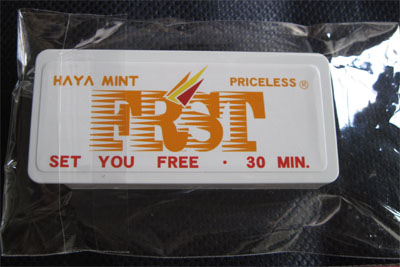 HAYA MINT PRICELESS ®
FRST
SET YOU FREE · 30 MIN.